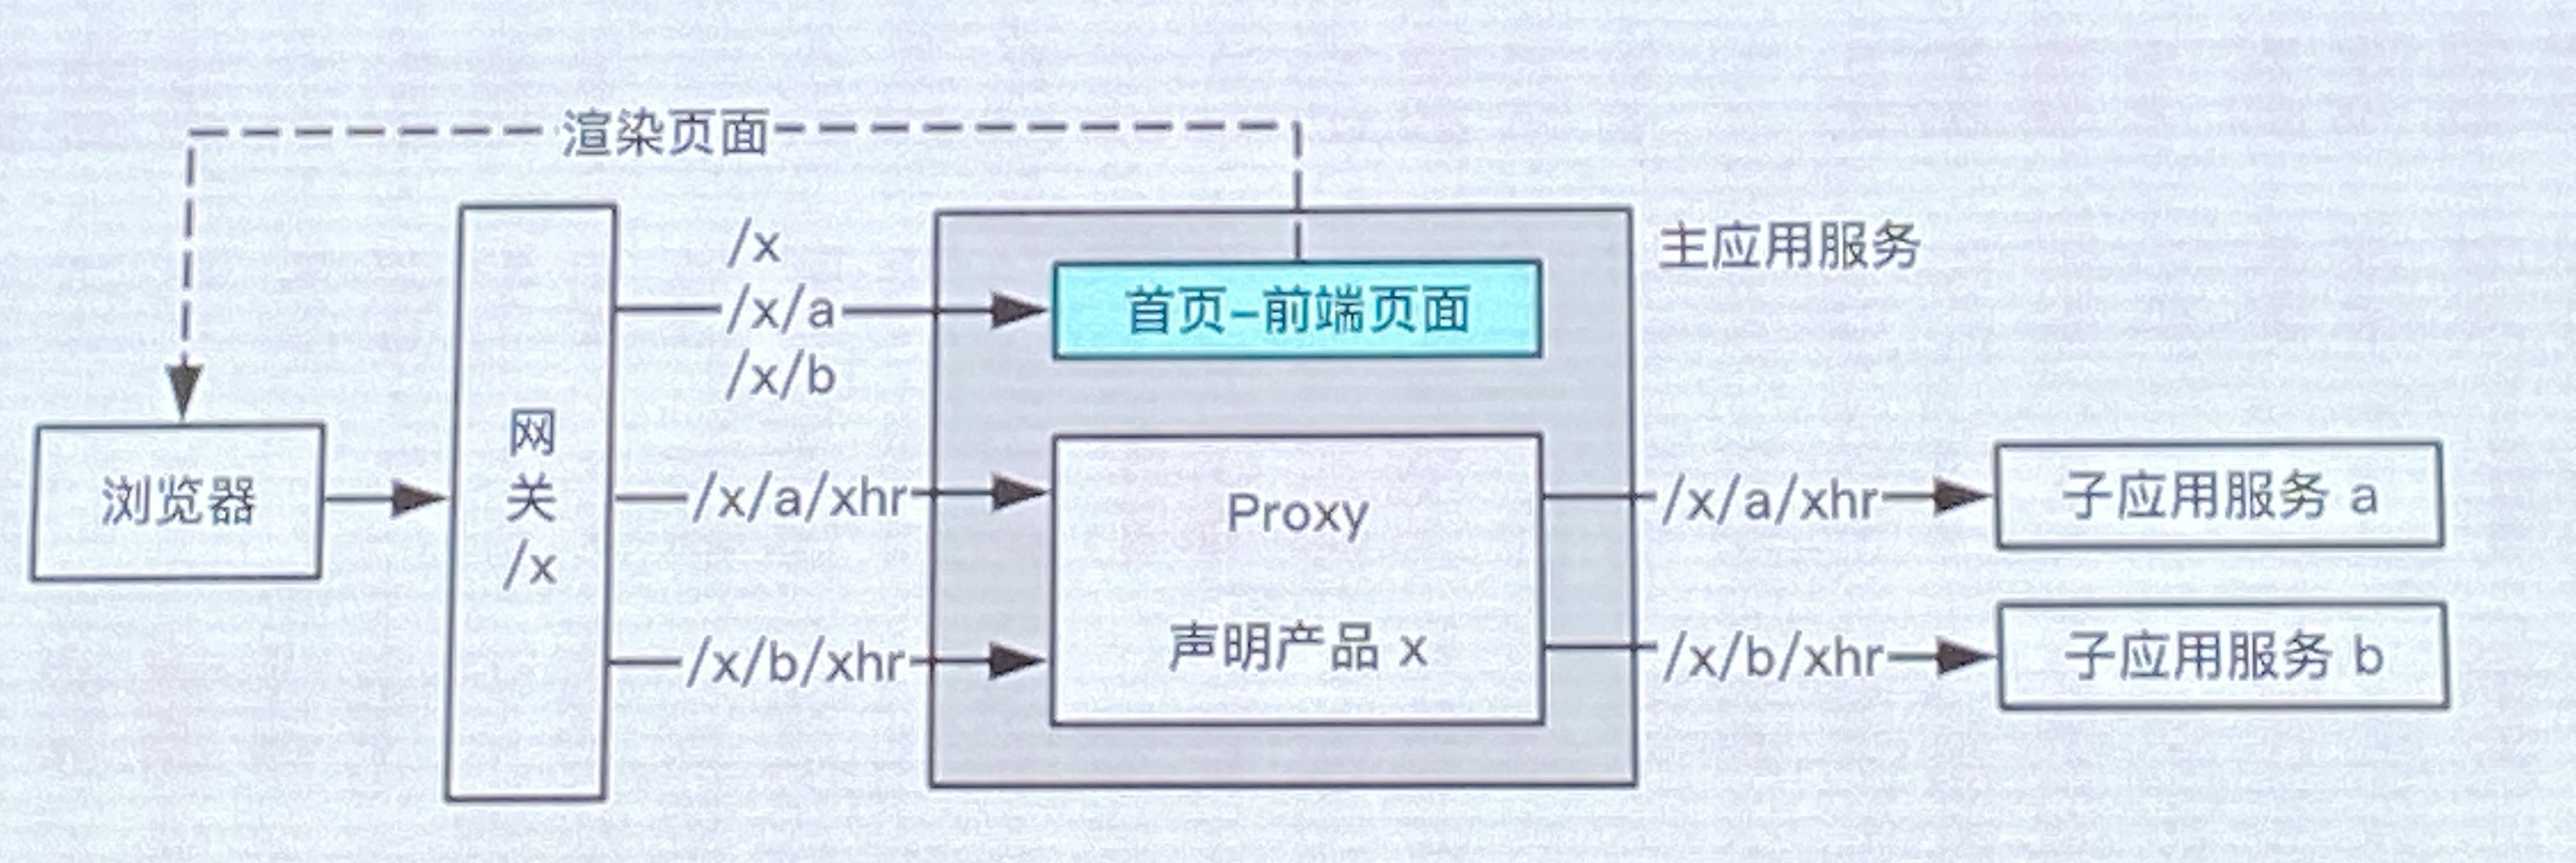 渲染页面
/x
主应用服务
/x/a
首页-前端页面
/x/b
网
关
/x
浏览器
/x/a/xhr
Proxy
/x/a/xhr
子应用服务 a
/x/b/xhr
声明产品 x
/x/b/xhr
子应用服务 b